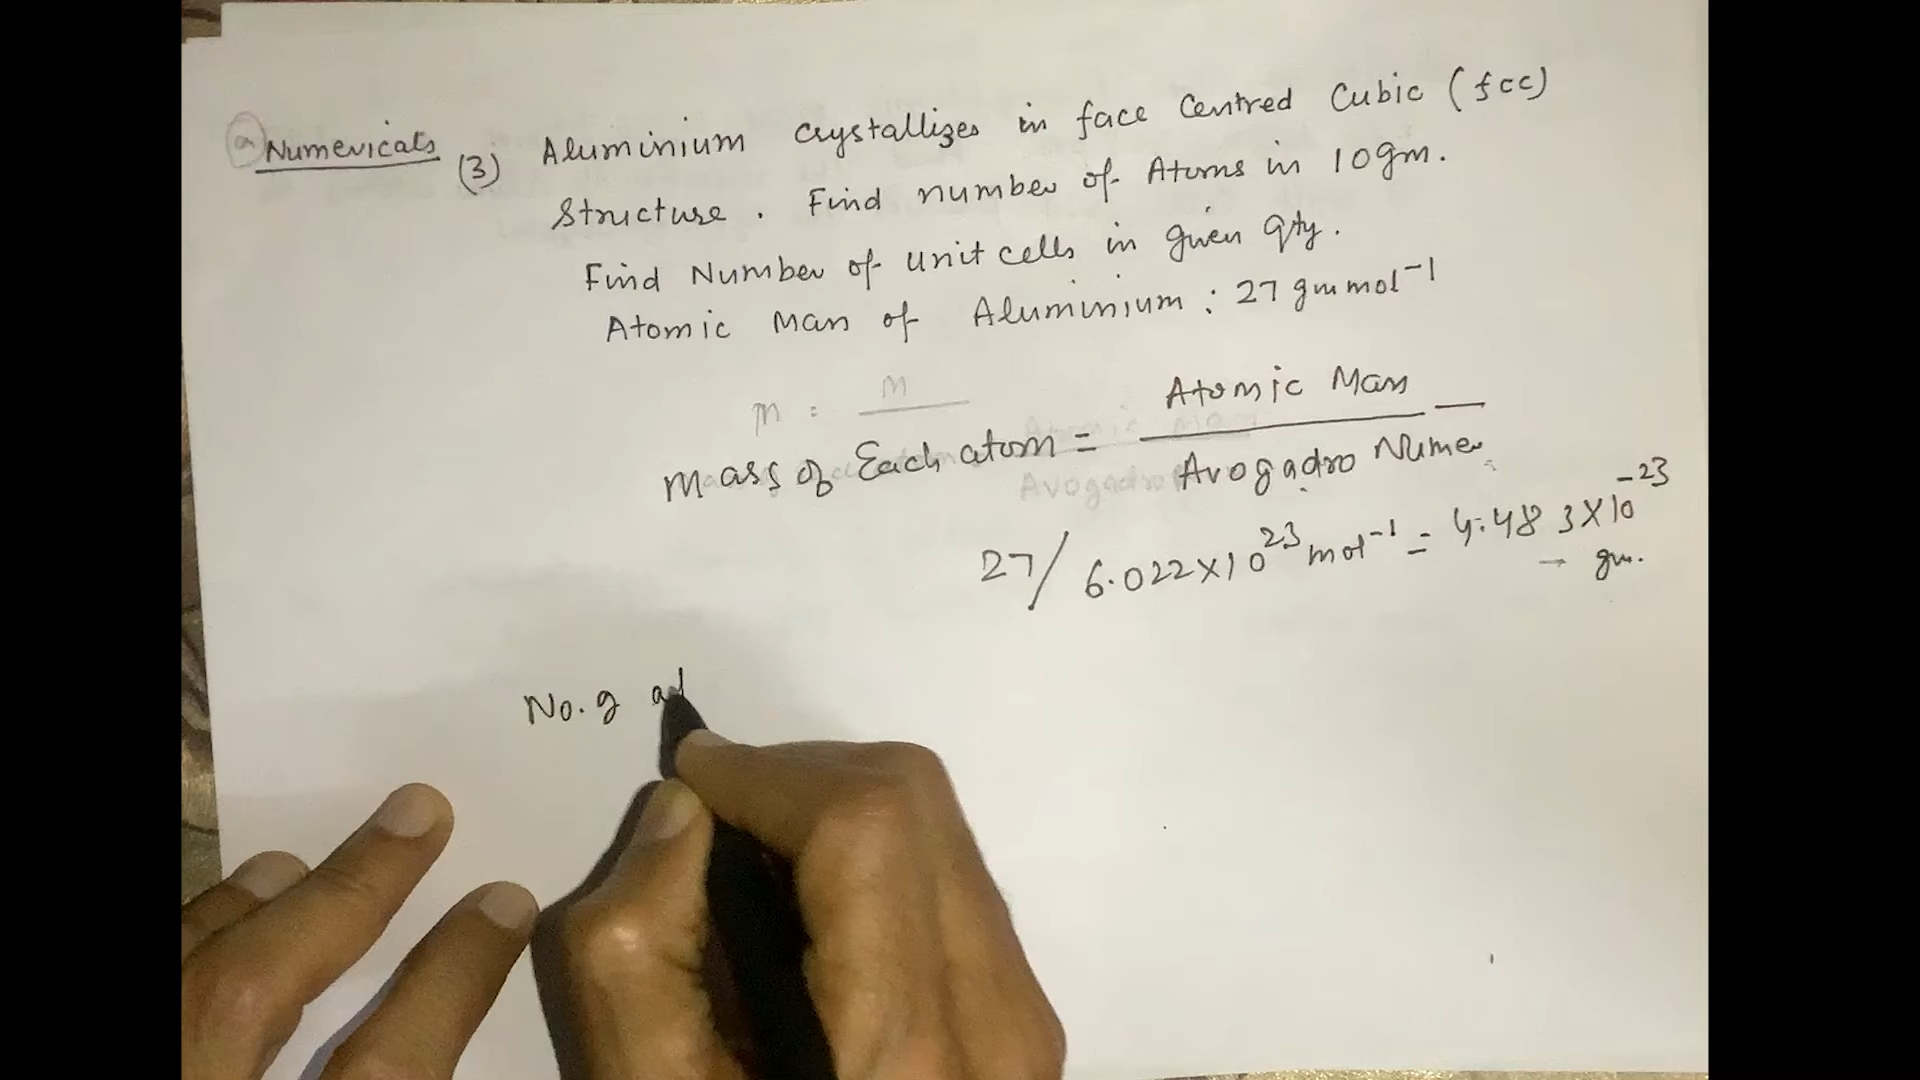 Numericals (3) Aluminium crystallizes in face Centred Cubic (fcc)
Structure . Find number of Atoms in 10gm.
Find Number of unit cells in given qty.
Atomic Mass of Aluminium : 27 gm mol⁻¹
m = m
Mass of Each atom = Atomic Mass
Avogadro Numer
27/6.022×10²³ mol⁻¹ = 4.483×10⁻²³
gm.
No. of